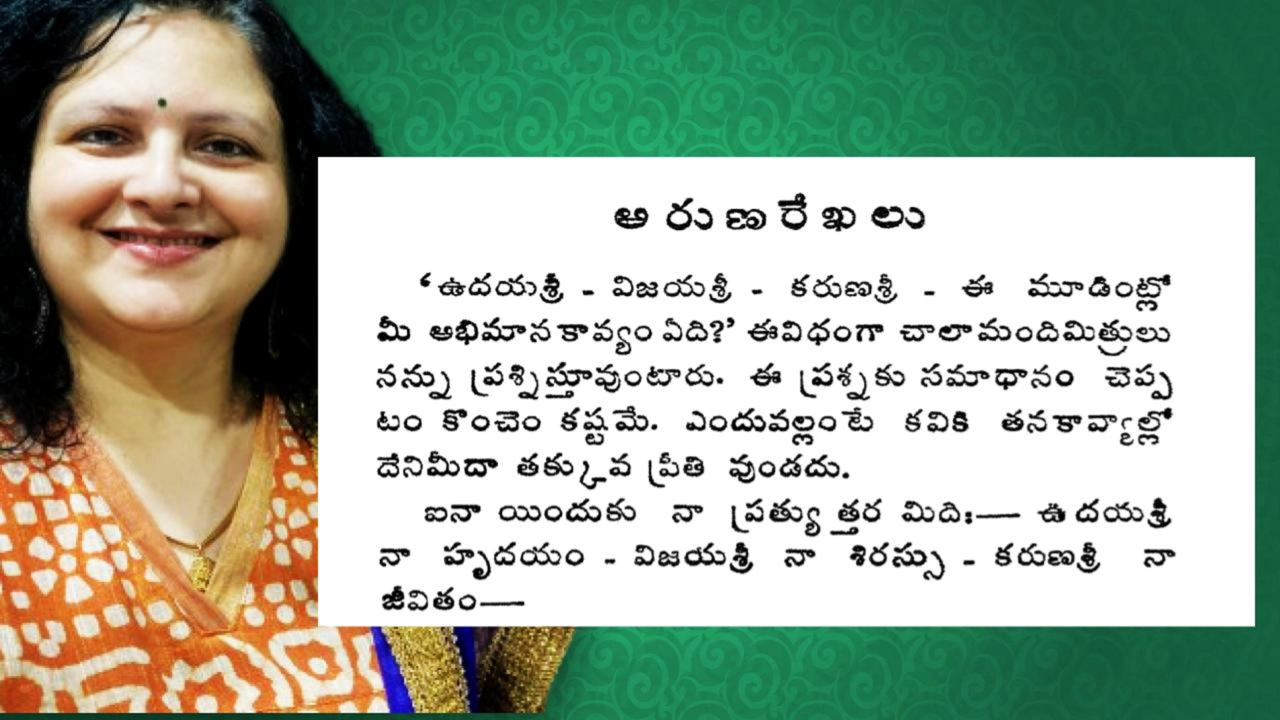 అరుణరేఖలు
‘ఉదయశ్రీ - విజయశ్రీ - కరుణశ్రీ - ఈ మూడింట్లో
మీ అభిమానకావ్యం ఏది?’ ఈవిధంగా చాలామందిమిత్రులు
నన్ను ప్రశ్నిస్తూవుంటారు. ఈ ప్రశ్నకు సమాధానం చెప్ప
టం కొంచెం కష్టమే. ఎందువల్లంటే కవికి తనకావ్యాల్లో
దేనిమీదా తక్కువ ప్రీతి వుండదు.
ఐనా యిందుకు నా ప్రత్యుత్తర మిది:— ఉదయశ్రీ
నా హృదయం - విజయశ్రీ నా శిరస్సు - కరుణశ్రీ నా
జీవితం—